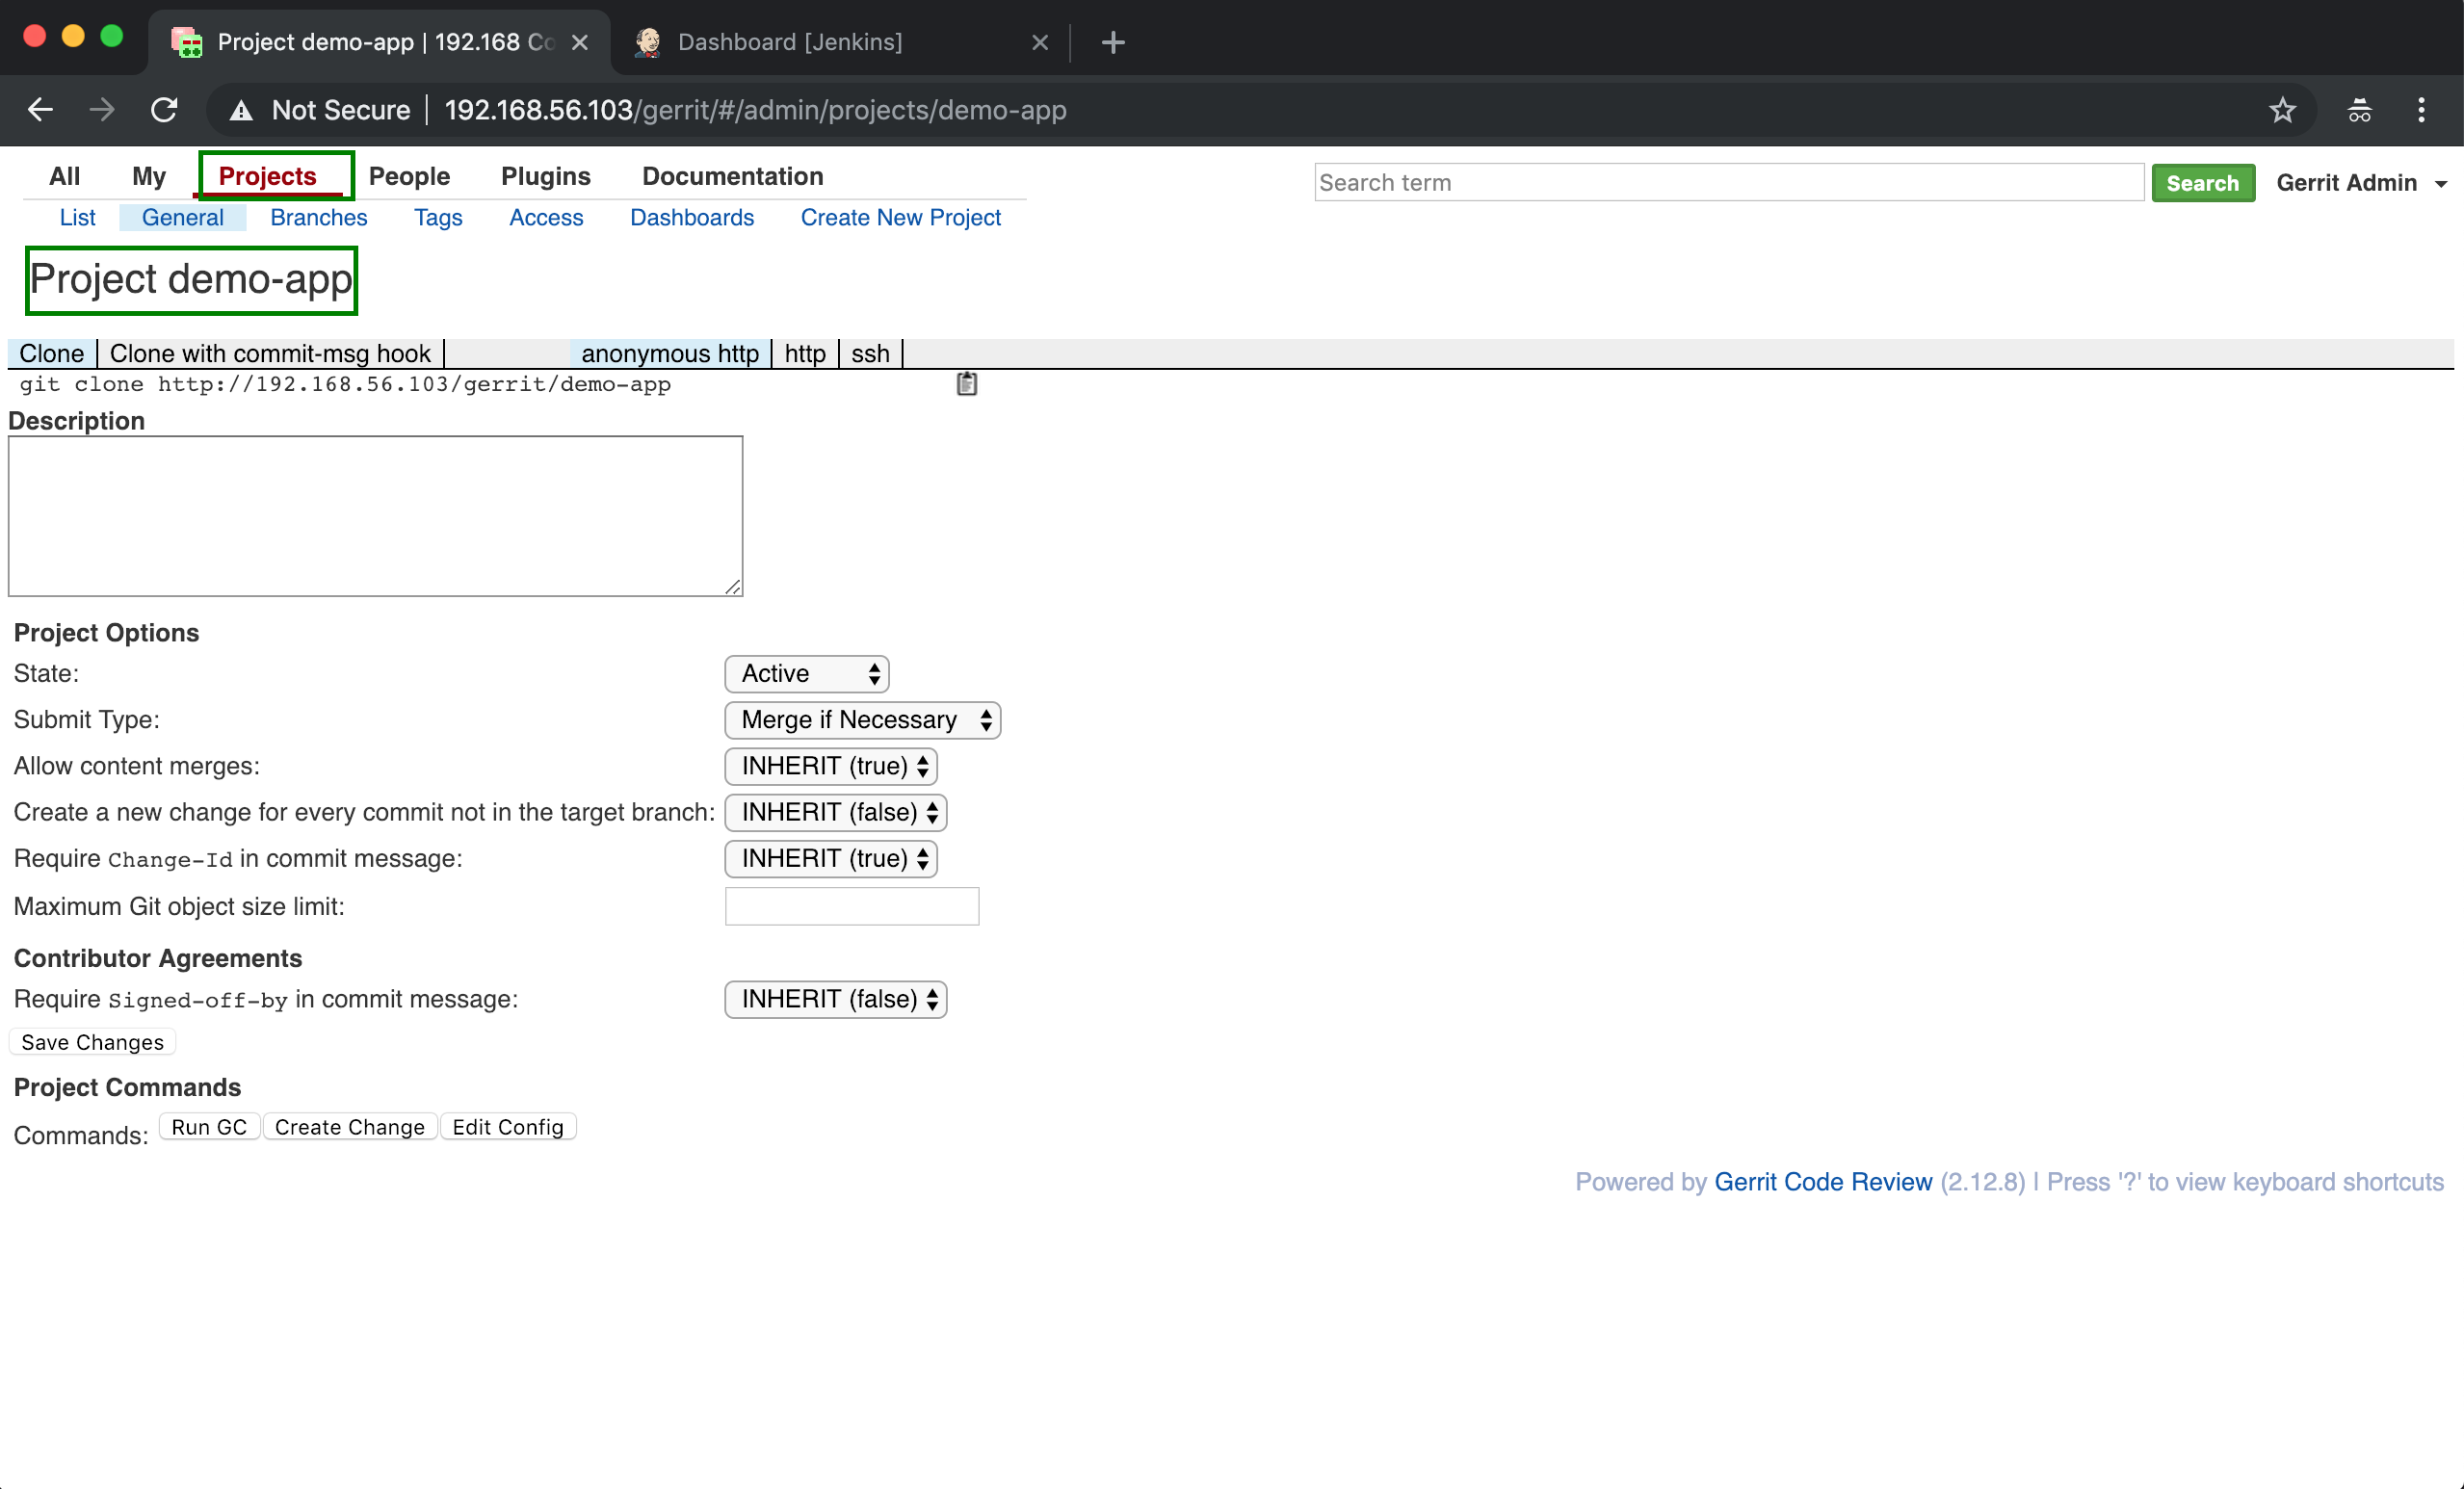 Project demo-app | 192.168 Co
Dashboard [Jenkins]
Not Secure | 192.168.56.103/gerrit/#/admin/projects/demo-app
All My Projects People Plugins Documentation
Search term Search Gerrit Admin
List General Branches Tags Access Dashboards Create New Project
Project demo-app
Clone Clone with commit-msg hook anonymous http http ssh
git clone http://192.168.56.103/gerrit/demo-app
Description
Project Options
State: Active
Submit Type: Merge if Necessary
Allow content merges: INHERIT (true)
Create a new change for every commit not in the target branch: INHERIT (false)
Require Change-Id in commit message: INHERIT (true)
Maximum Git object size limit:
Contributor Agreements
Require Signed-off-by in commit message: INHERIT (false)
Save Changes
Project Commands
Commands: Run GC Create Change Edit Config
Powered by Gerrit Code Review (2.12.8) | Press '?' to view keyboard shortcuts